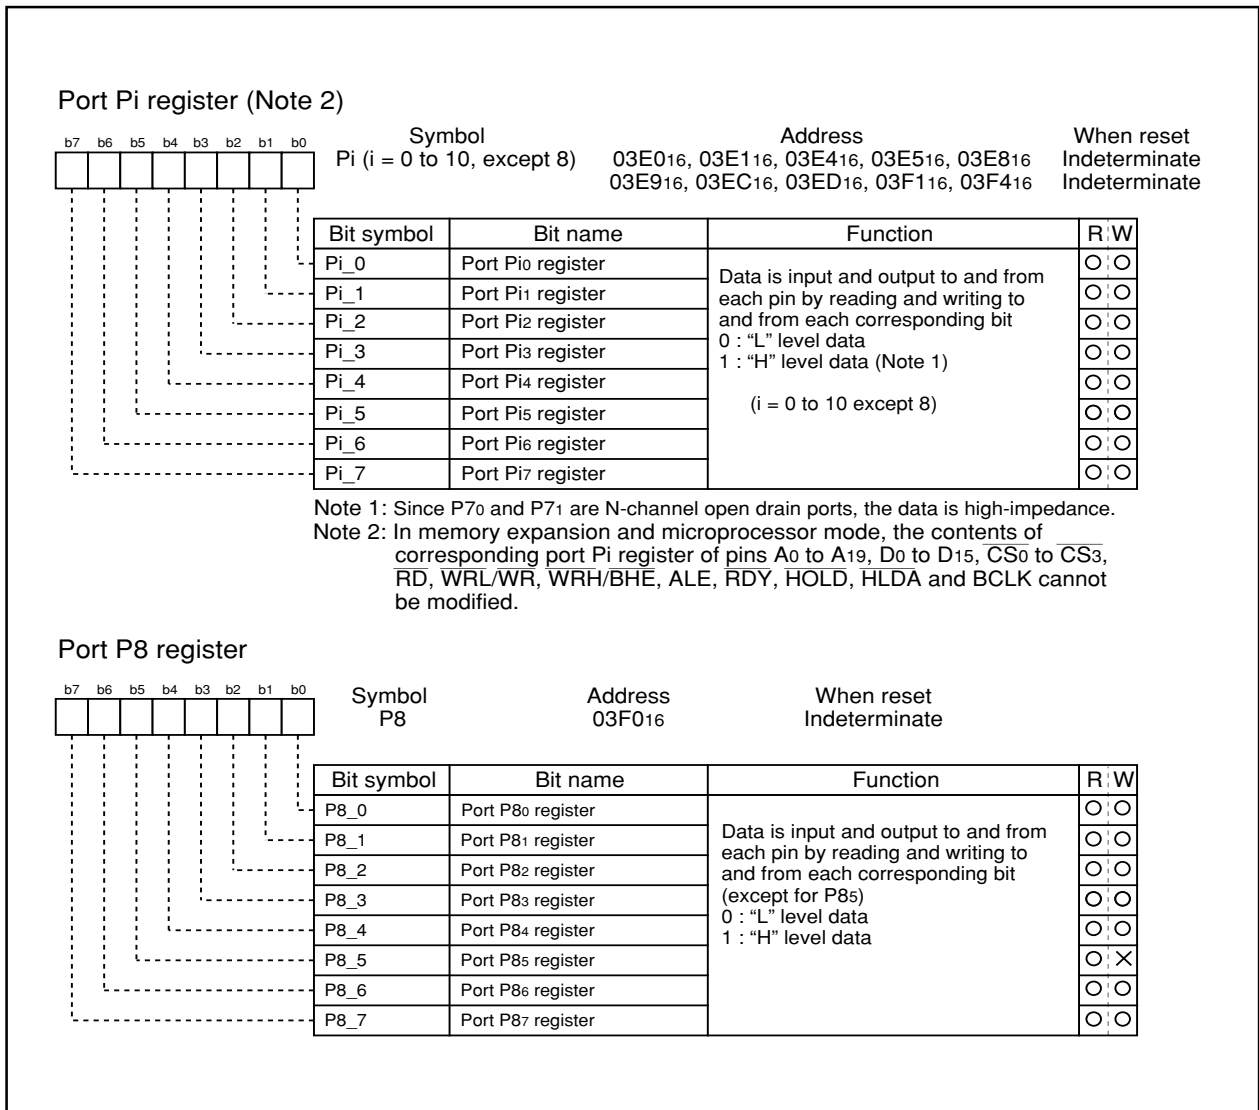 Port Pi register (Note 2)
b7 b6 b5 b4 b3 b2 b1 b0
Symbol Address When reset
Pi (i = 0 to 10, except 8) 03E016, 03E116, 03E416, 03E516, 03E816 Indeterminate
03E916, 03EC16, 03ED16, 03F116, 03F416 Indeterminate
Bit symbol Bit name Function R W
Pi_0 Port Pi0 register
Pi_1 Port Pi1 register
Pi_2 Port Pi2 register
Pi_3 Port Pi3 register
Pi_4 Port Pi4 register
Pi_5 Port Pi5 register
Pi_6 Port Pi6 register
Pi_7 Port Pi7 register
Data is input and output to and from
each pin by reading and writing to
and from each corresponding bit
0 : “L” level data
1 : “H” level data (Note 1)
(i = 0 to 10 except 8)
Note 1: Since P70 and P71 are N-channel open drain ports, the data is high-impedance.
Note 2: In memory expansion and microprocessor mode, the contents of
corresponding port Pi register of pins A0 to A19, D0 to D15, CS0 to CS3,
RD, WRL/WR, WRH/BHE, ALE, RDY, HOLD, HLDA and BCLK cannot
be modified.
Port P8 register
b7 b6 b5 b4 b3 b2 b1 b0
Symbol Address When reset
P8 03F016 Indeterminate
Bit symbol Bit name Function R W
P8_0 Port P80 register
P8_1 Port P81 register
P8_2 Port P82 register
P8_3 Port P83 register
P8_4 Port P84 register
P8_5 Port P85 register
P8_6 Port P86 register
P8_7 Port P87 register
Data is input and output to and from
each pin by reading and writing to
and from each corresponding bit
(except for P85)
0 : “L” level data
1 : “H” level data